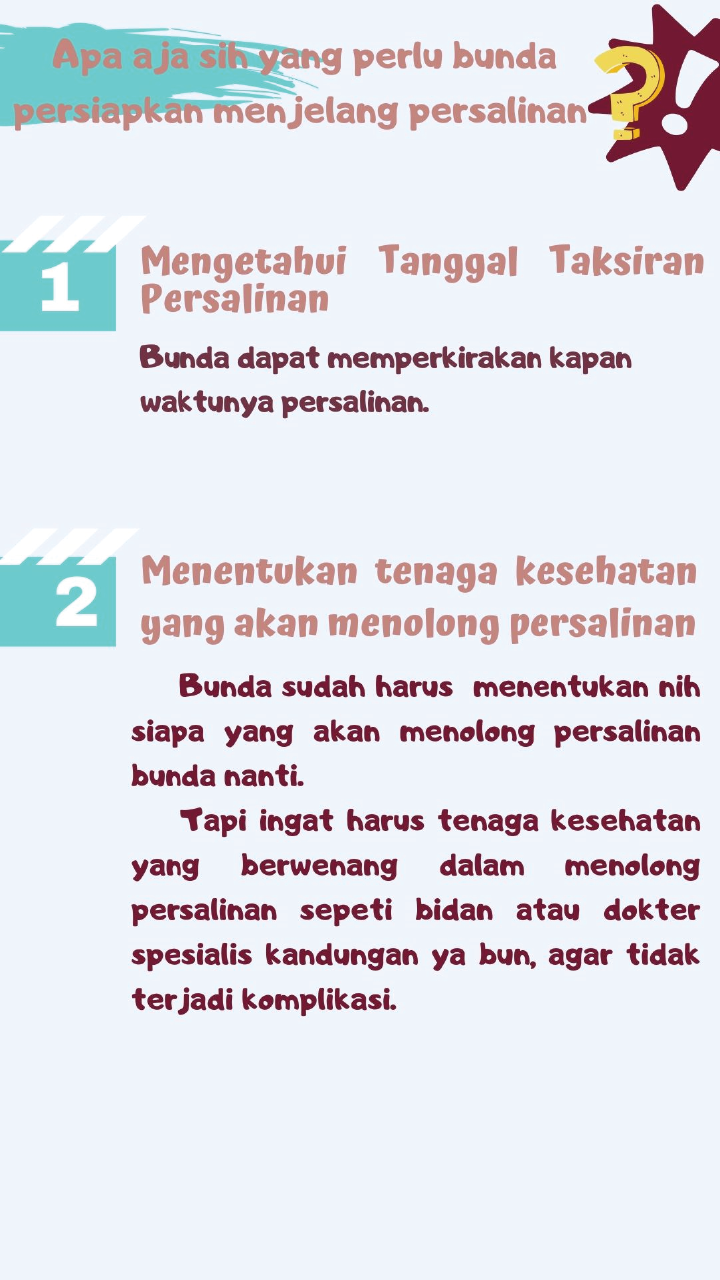 Apa aja sih yang perlu bunda
persiapkan menjelang persalinan ?!
1
Mengetahui Tanggal Taksiran
Persalinan
Bunda dapat memperkirakan kapan
waktunya persalinan.
2
Menentukan tenaga kesehatan
yang akan menolong persalinan
Bunda sudah harus menentukan nih
siapa yang akan menolong persalinan
bunda nanti.
Tapi ingat harus tenaga kesehatan
yang berwenang dalam menolong
persalinan sepeti bidan atau dokter
spesialis kandungan ya bun, agar tidak
terjadi komplikasi.